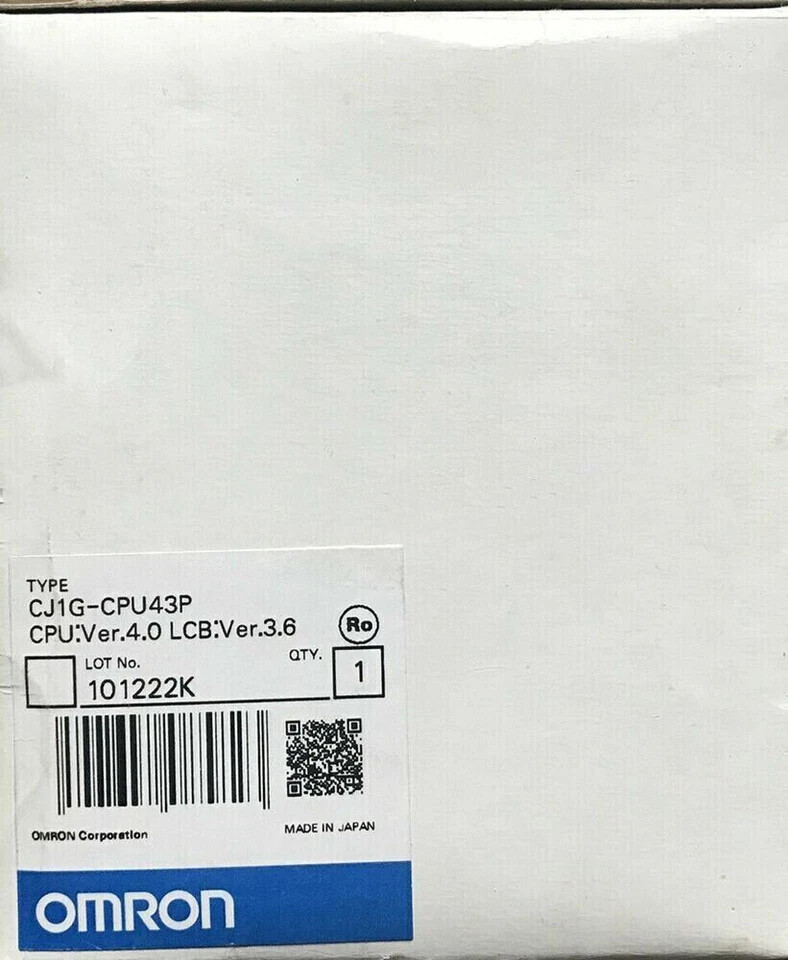 TYPE
CJ1G-CPU43P
CPU:Ver.4.0 LCB:Ver.3.6
Ro
LOT No.
QTY.
101222K
1
OMRON Corporation
MADE IN JAPAN
OMRON